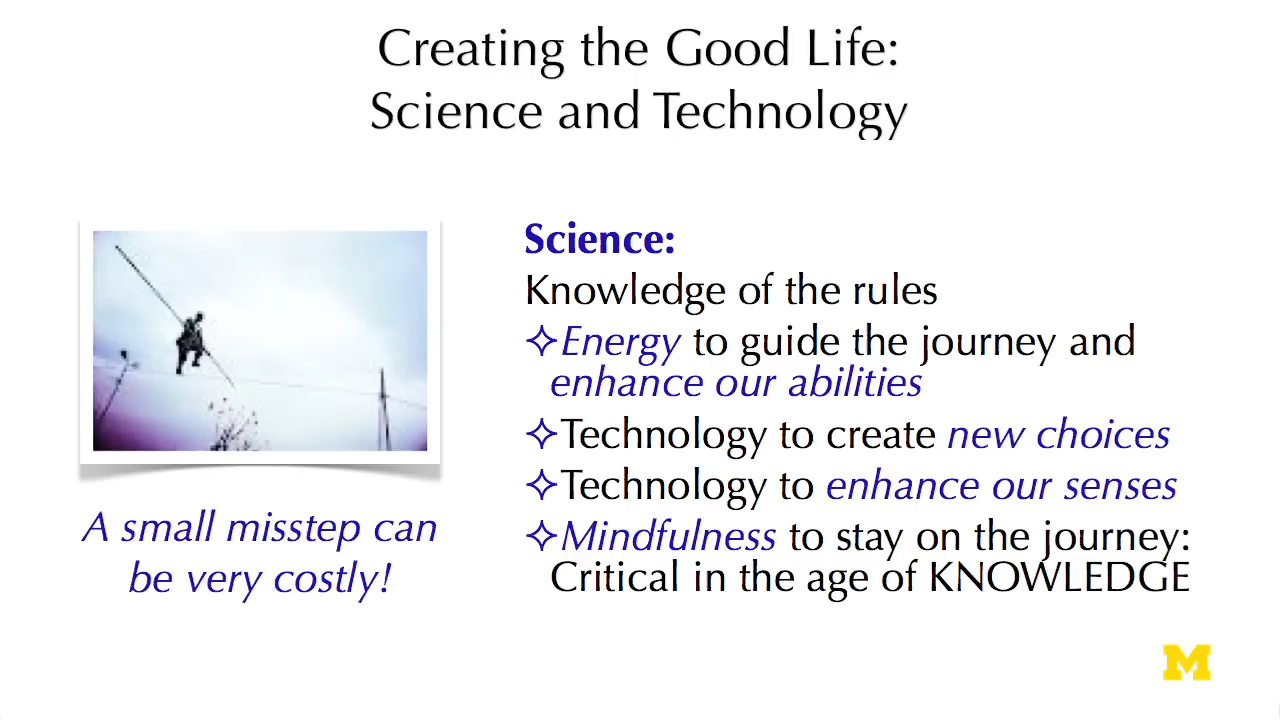 Creating the Good Life:
Science and Technology
A small misstep can
be very costly!
Science:
Knowledge of the rules
✧Energy to guide the journey and
enhance our abilities
✧Technology to create new choices
✧Technology to enhance our senses
✧Mindfulness to stay on the journey:
Critical in the age of KNOWLEDGE
M